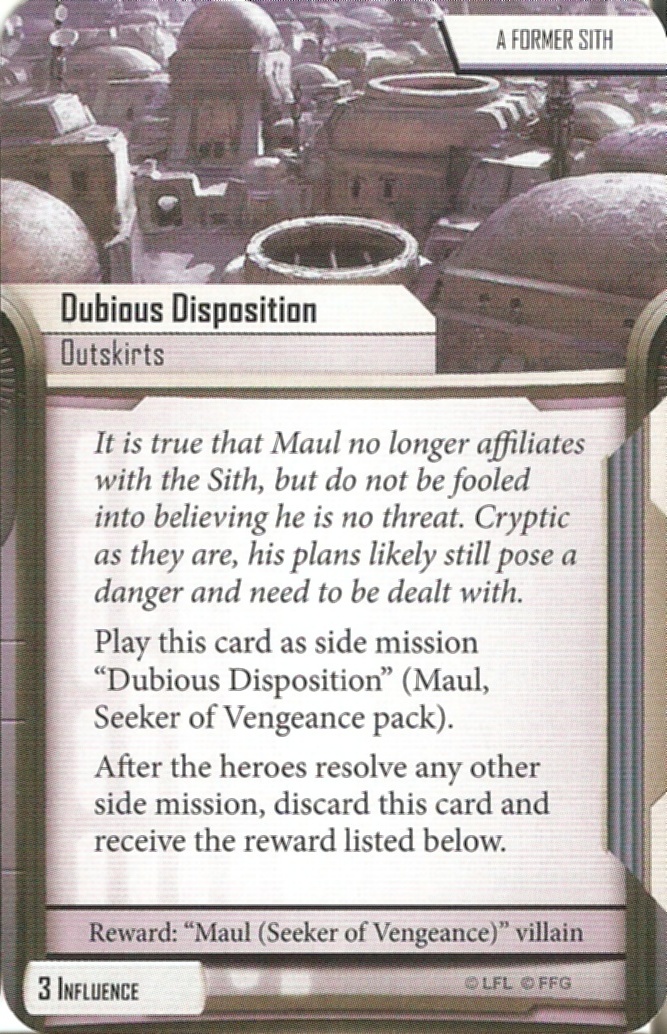 A FORMER SITH
Dubious Disposition
Outskirts
It is true that Maul no longer affiliates
with the Sith, but do not be fooled
into believing he is no threat. Cryptic
as they are, his plans likely still pose a
danger and need to be dealt with.
Play this card as side mission
“Dubious Disposition” (Maul,
Seeker of Vengeance pack).
After the heroes resolve any other
side mission, discard this card and
receive the reward listed below.
Reward: “Maul (Seeker of Vengeance)” villain
3 INFLUENCE
© LFL © FFG